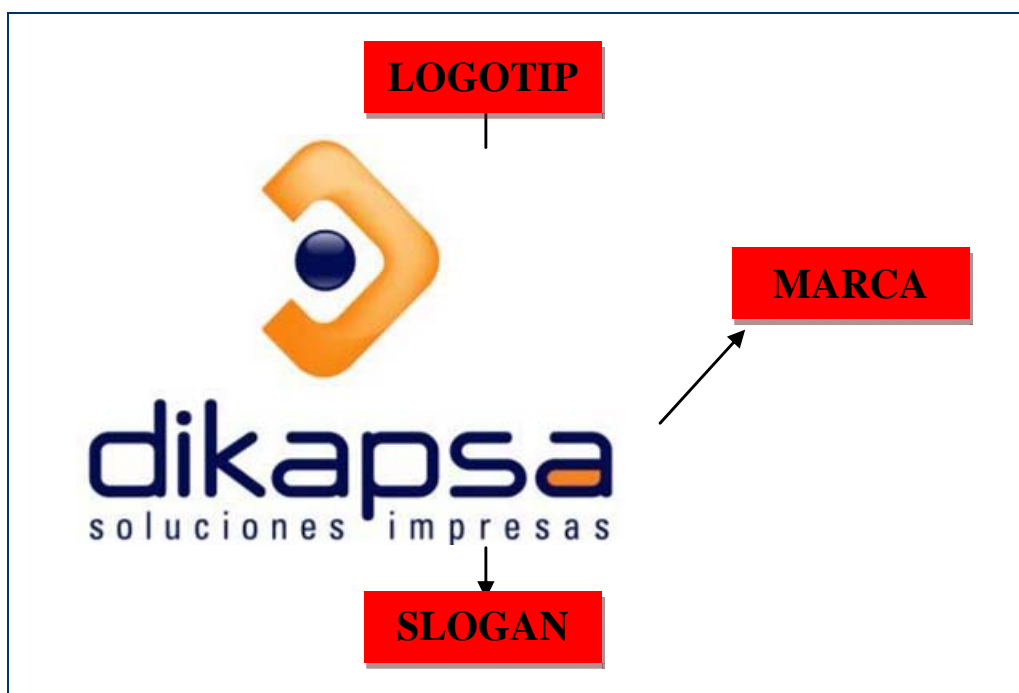 LOGOTIP
MARCA
dikapsa
soluciones impresas
SLOGAN